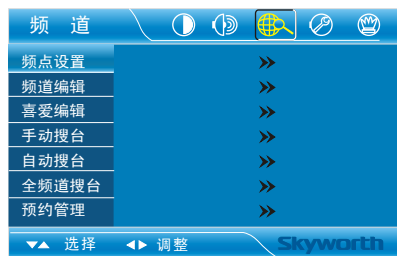 频 道
频点设置
频道编辑
喜爱编辑
手动搜台
自动搜台
全频道搜台
预约管理
选择 调整 Skyworth